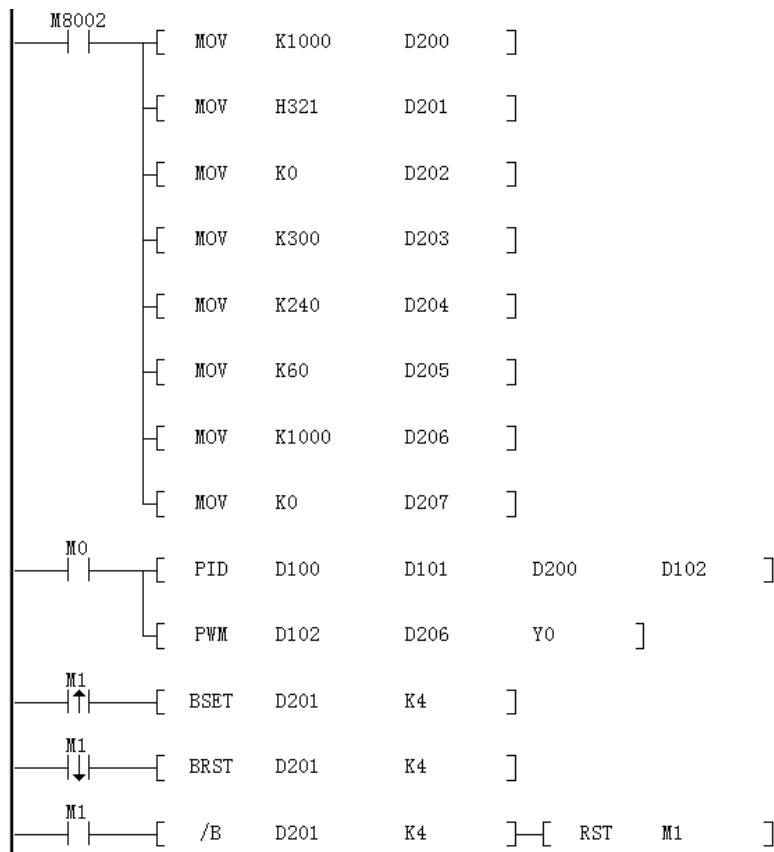 M8002
MOV K1000 D200
MOV H321 D201
MOV K0 D202
MOV K300 D203
MOV K240 D204
MOV K60 D205
MOV K1000 D206
MOV K0 D207
M0
PID D100 D101 D200 D102
PWM D102 D206 Y0
M1
BSET D201 K4
M1
BRST D201 K4
M1
/B D201 K4 RST M1